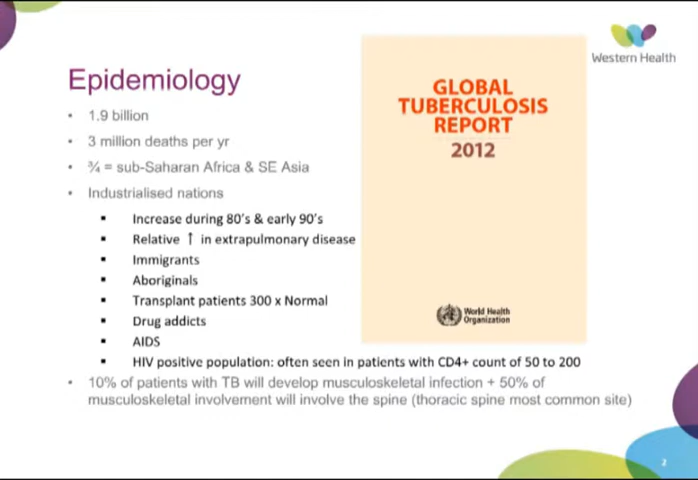 Western Health
Epidemiology
• 1.9 billion
• 3 million deaths per yr
• ¾ = sub-Saharan Africa & SE Asia
• Industrialised nations
▪ Increase during 80's & early 90's
▪ Relative ↑ in extrapulmonary disease
▪ Immigrants
▪ Aboriginals
▪ Transplant patients 300 x Normal
▪ Drug addicts
▪ AIDS
▪ HIV positive population: often seen in patients with CD4+ count of 50 to 200
• 10% of patients with TB will develop musculoskeletal infection + 50% of
musculoskeletal involvement will involve the spine (thoracic spine most common site)
GLOBAL
TUBERCULOSIS
REPORT
2012
World Health
Organization
2